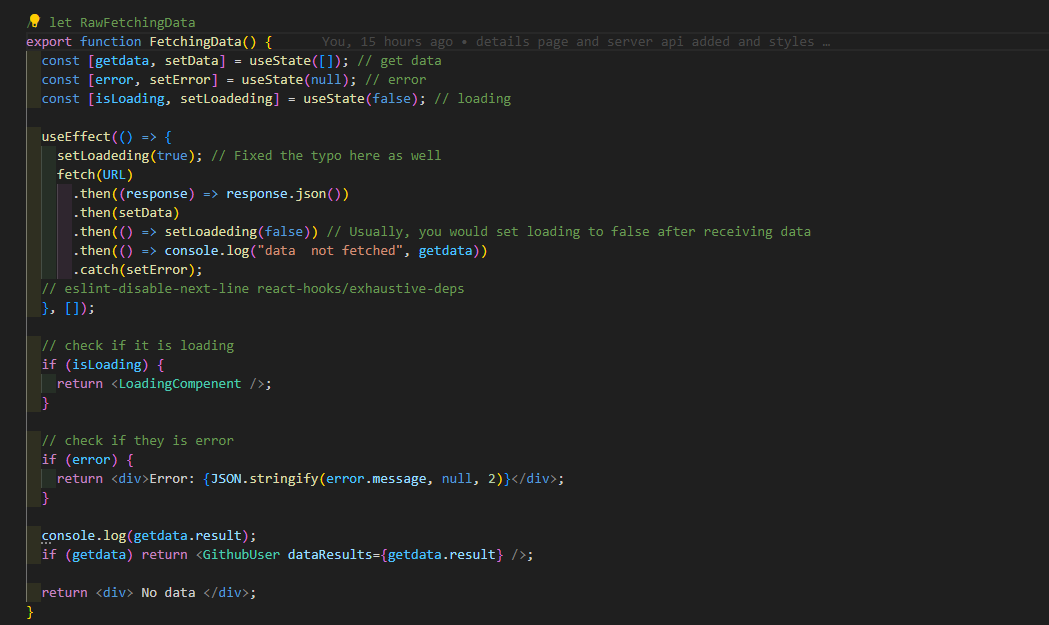 / let RawFetchingData
export function FetchingData() {      You, 15 hours ago • details page and server api added and styles …
  const [getdata, setData] = useState([]); // get data
  const [error, setError] = useState(null); // error
  const [isLoading, setLoadeding] = useState(false); // loading

  useEffect(() => {
    setLoadeding(true); // Fixed the typo here as well
    fetch(URL)
      .then((response) => response.json())
      .then(setData)
      .then(() => setLoadeding(false)) // Usually, you would set loading to false after receiving data
      .then(() => console.log("data  not fetched", getdata))
      .catch(setError);
  // eslint-disable-next-line react-hooks/exhaustive-deps
  }, []);

  // check if it is loading
  if (isLoading) {
    return <LoadingCompenent />;
  }

  // check if they is error
  if (error) {
    return <div>Error: {JSON.stringify(error.message, null, 2)}</div>;
  }

  console.log(getdata.result);
  if (getdata) return <GithubUser dataResults={getdata.result} />;

  return <div> No data </div>;
}